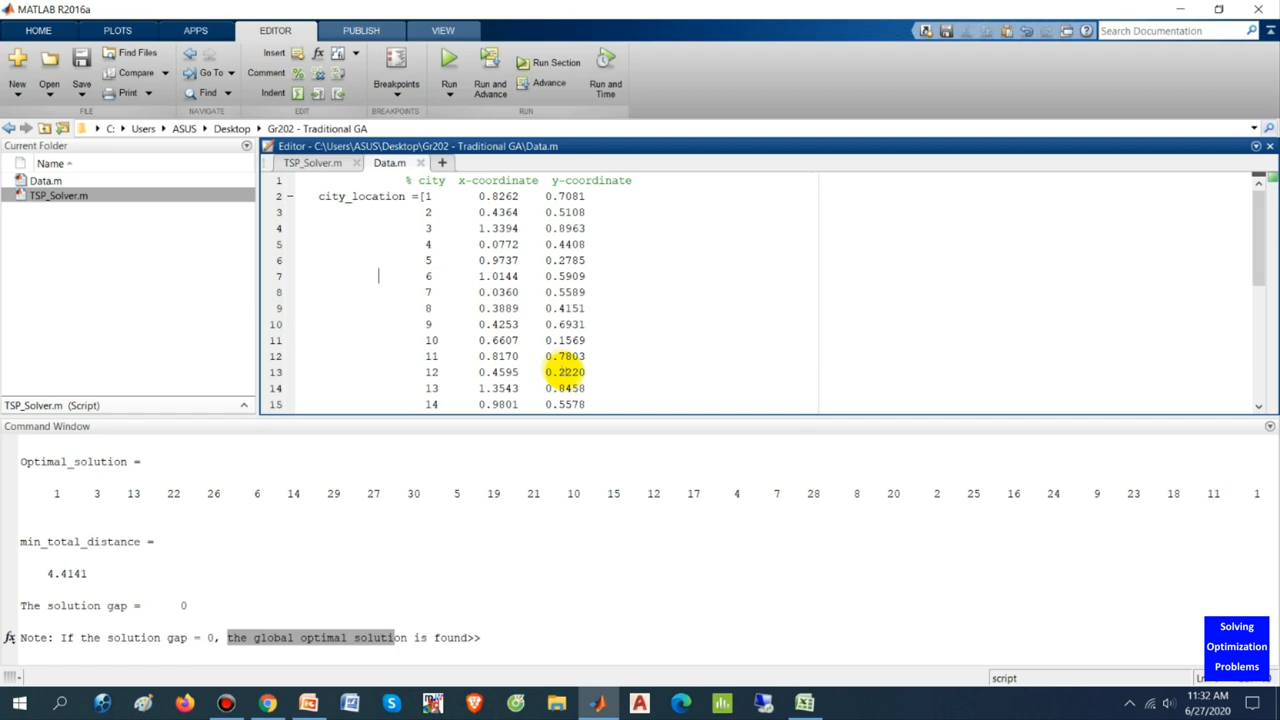 MATLAB R2016a
HOME PLOTS APPS EDITOR PUBLISH VIEW
Search Documentation
New Open Save Find Files Compare Print
Go To Find
Insert Comment Indent
Breakpoints
Run Run and Advance Run Section Advance Run and Time
FILE NAVIGATE EDIT BREAKPOINTS RUN
C: Users ASUS Desktop Gr202 - Traditional GA
Current Folder
Name
Data.m
TSP_Solver.m
TSP_Solver.m (Script)
Editor - C:\Users\ASUS\Desktop\Gr202 - Traditional GA\Data.m
TSP_Solver.m Data.m
1 % city x-coordinate y-coordinate
2 city_location =[1 0.8262 0.7081
3 2 0.4364 0.5108
4 3 1.3394 0.8963
5 4 0.0772 0.4408
6 5 0.9737 0.2785
7 6 1.0144 0.5909
8 7 0.0360 0.5589
9 8 0.3889 0.4151
10 9 0.4253 0.6931
11 10 0.6607 0.1569
12 11 0.8170 0.7803
13 12 0.4595 0.2220
14 13 1.3543 0.8458
15 14 0.9801 0.5578
Command Window
Optimal_solution =
1 3 13 22 26 6 14 29 27 30 5 19 21 10 15 12 17 4 7 28 8 20 2 25 16 24 9 23 18 11 1
min_total_distance =
4.4141
The solution gap = 0
fx Note: If the solution gap = 0, the global optimal solution is found>>
Solving
Optimization
Problems
script
11:32 AM
6/27/2020